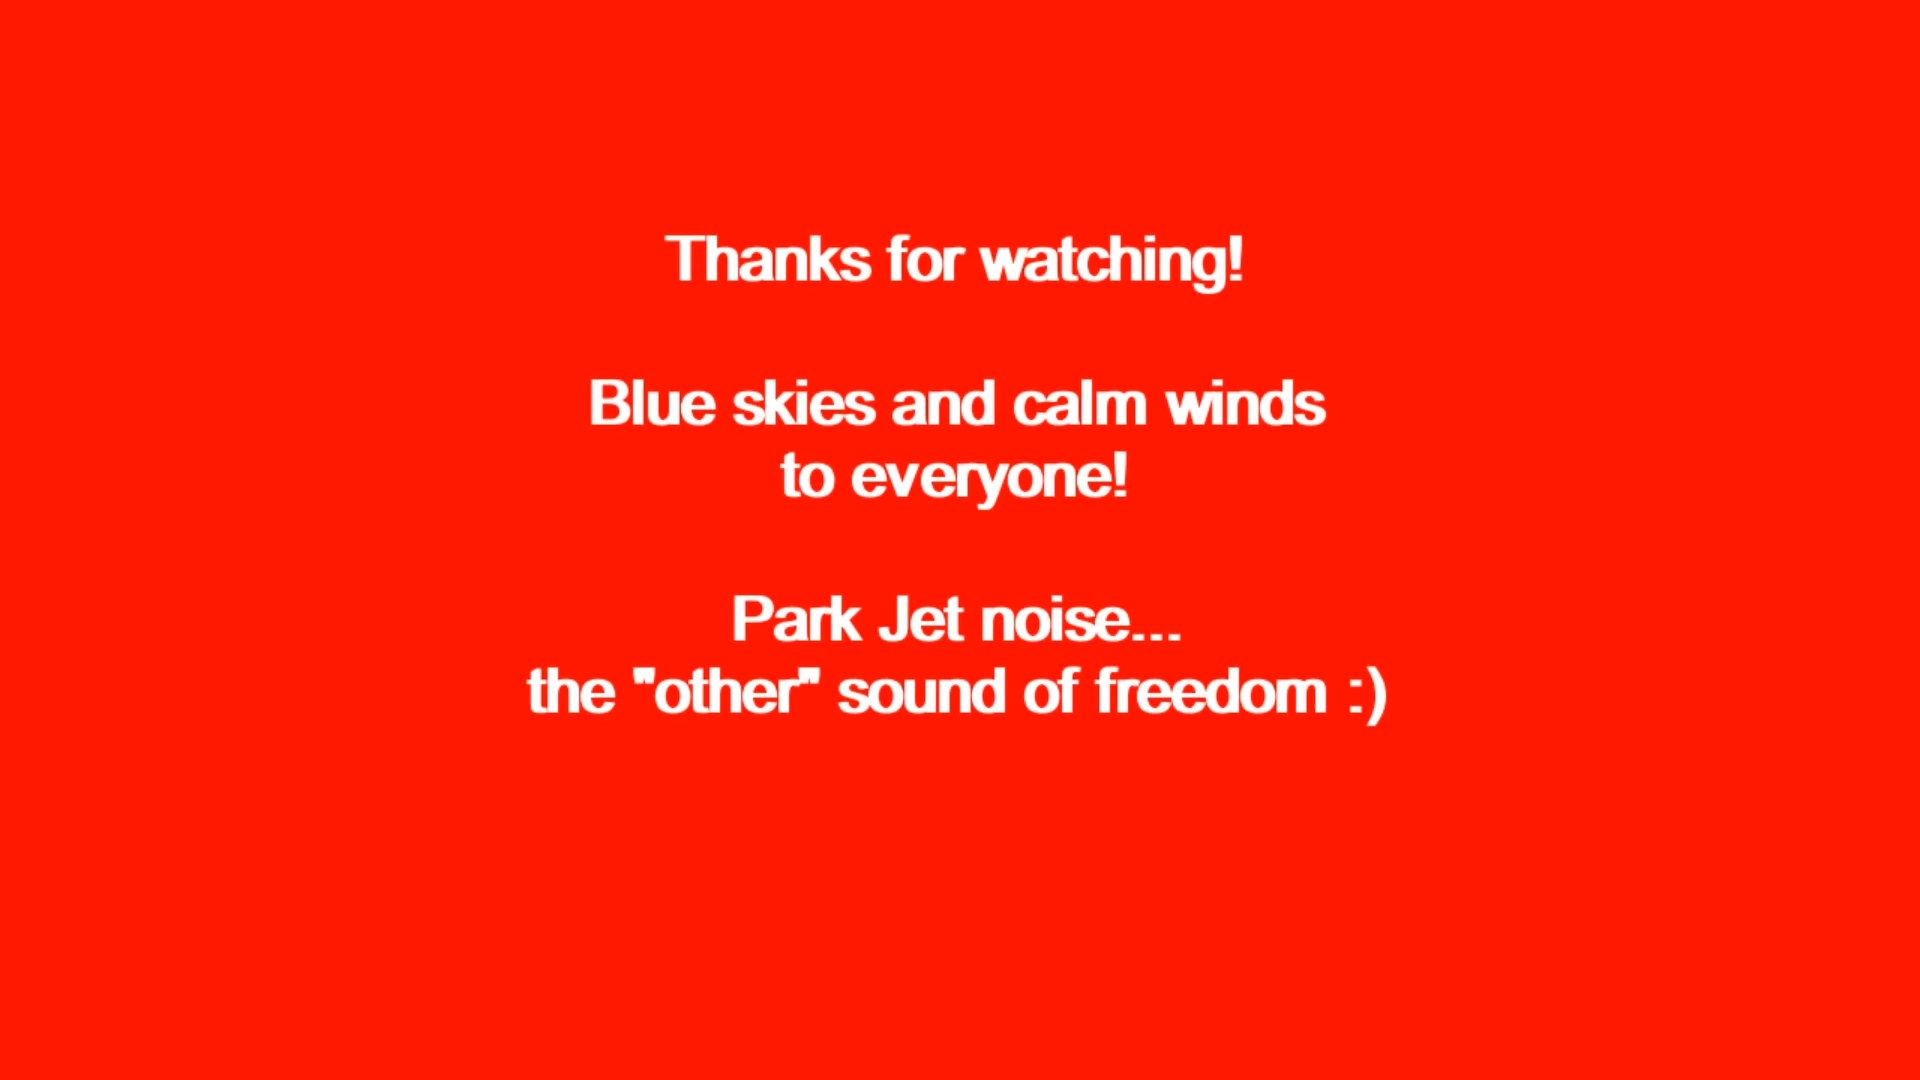 Thanks for watching!
Blue skies and calm winds
to everyone!
Park Jet noise...
the "other" sound of freedom :)